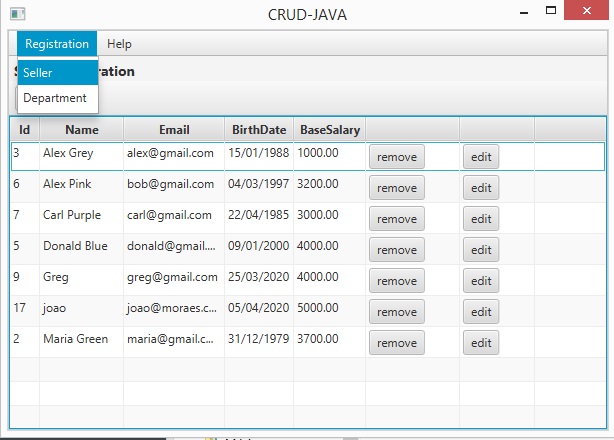 CRUD-JAVA
Registration Help
Seller
Department
Id Name Email BirthDate BaseSalary
3 Alex Grey alex@gmail.com 15/01/1988 1000.00 remove edit
6 Alex Pink bob@gmail.com 04/03/1997 3200.00 remove edit
7 Carl Purple carl@gmail.com 22/04/1985 3000.00 remove edit
5 Donald Blue donald@gmail.... 09/01/2000 4000.00 remove edit
9 Greg greg@gmail.com 25/03/2020 4000.00 remove edit
17 joao joao@moraes.c... 05/04/2020 5000.00 remove edit
2 Maria Green maria@gmail.c... 31/12/1979 3700.00 remove edit